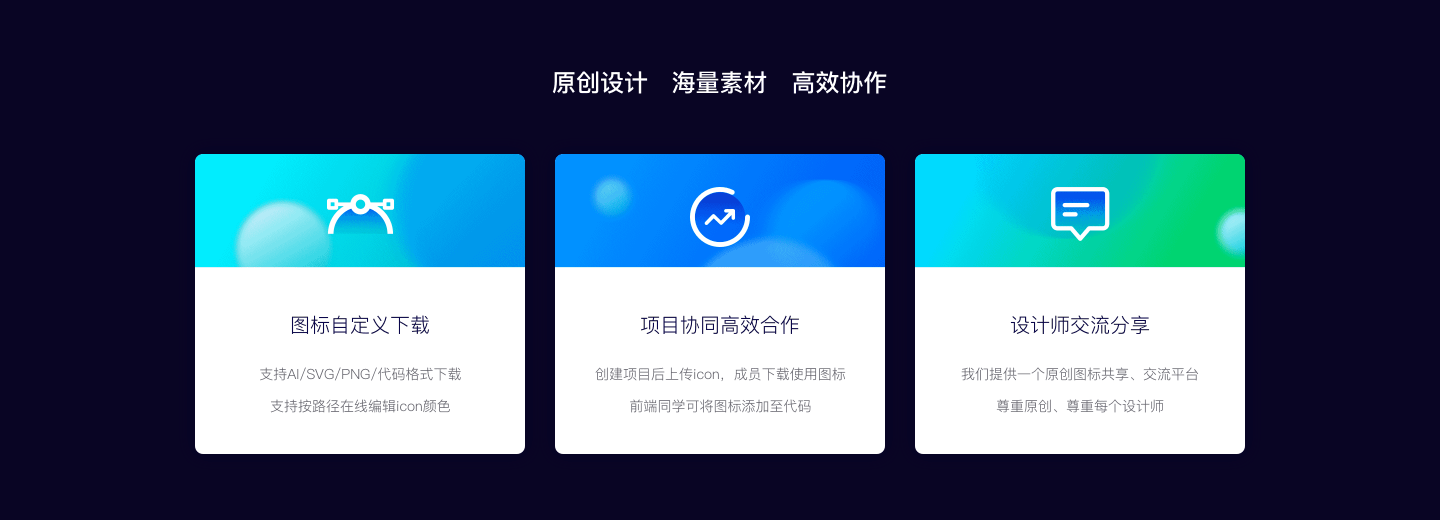 原创设计 海量素材 高效协作
图标自定义下载
支持AI/SVG/PNG/代码格式下载
支持按路径在线编辑icon颜色
项目协同高效合作
创建项目后上传icon，成员下载使用图标
前端同学可将图标添加至代码
设计师交流分享
我们提供一个原创图标共享、交流平台
尊重原创、尊重每个设计师